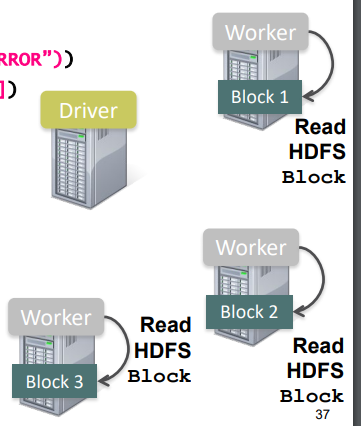 RROR”))
])
Driver
Worker
Block 1
Read
HDFS
Block
Worker
Block 2
Read
HDFS
Block
Worker
Block 3
Read
HDFS
Block
37